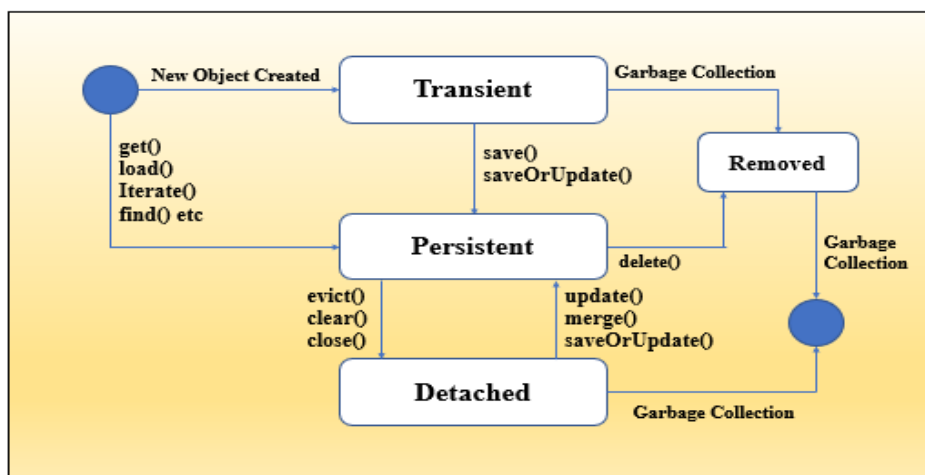 New Object Created
Transient
Garbage Collection
get()
load()
Iterate()
find() etc
save()
saveOrUpdate()
Removed
Persistent
delete()
Garbage
Collection
evict()
clear()
close()
update()
merge()
saveOrUpdate()
Detached
Garbage Collection